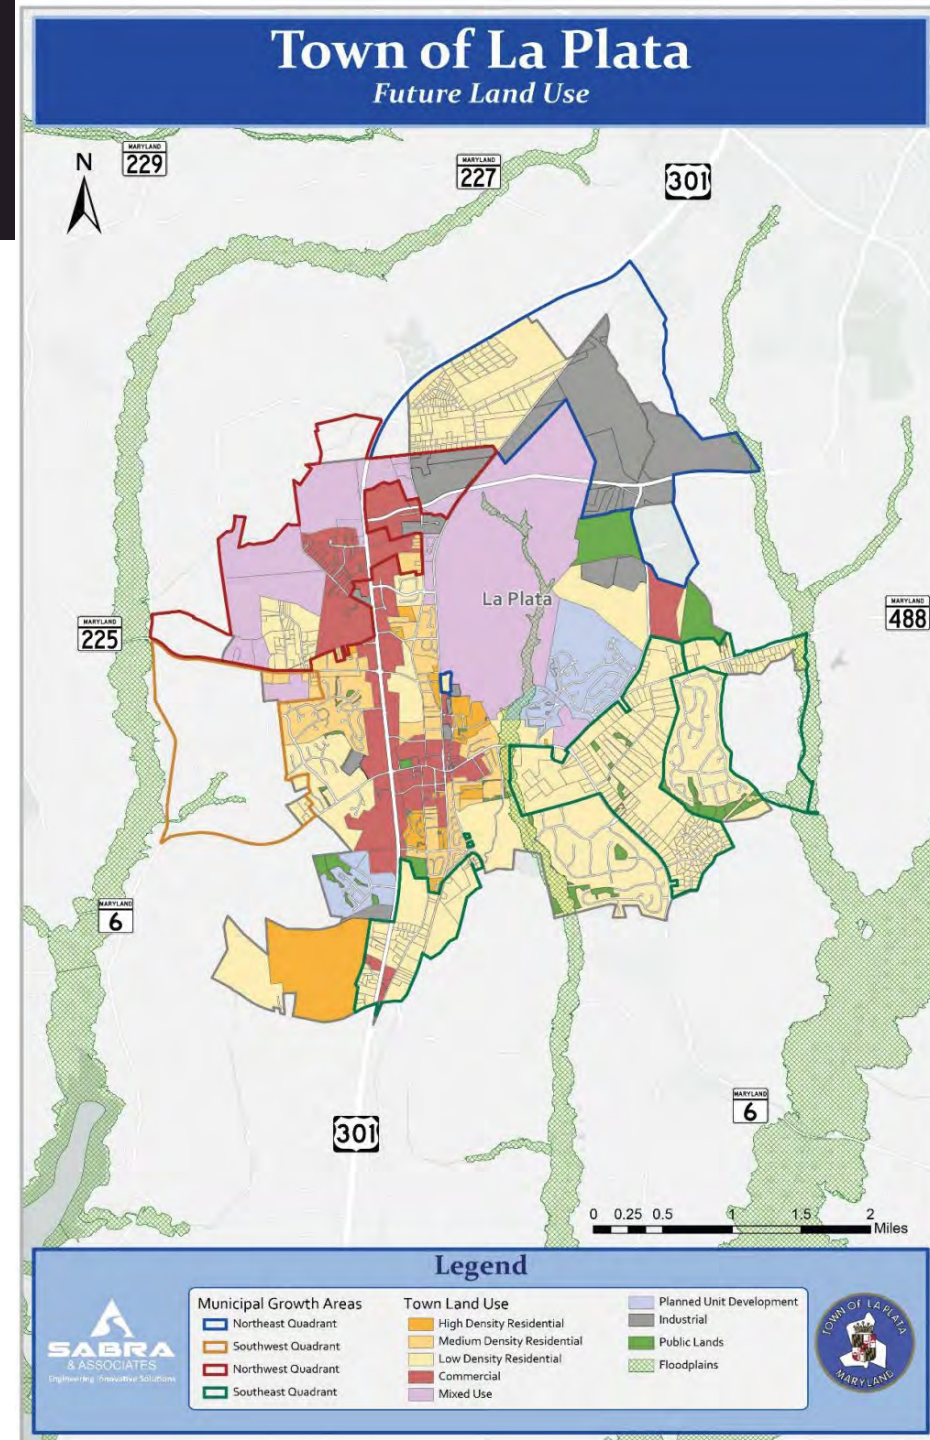 Town of La Plata
Future Land Use
N
MARYLAND
229
MARYLAND
227
301
La Plata
MARYLAND
225
MARYLAND
488
MARYLAND
6
MARYLAND
6
301
0 0.25 0.5 1 1.5 2
Miles
Legend
SABRA
& ASSOCIATES
Engineering Innovative Solutions
Municipal Growth Areas
Northeast Quadrant
Southwest Quadrant
Northwest Quadrant
Southeast Quadrant
Town Land Use
High Density Residential
Medium Density Residential
Low Density Residential
Commercial
Mixed Use
Planned Unit Development
Industrial
Public Lands
Floodplains
TOWN OF LA PLATA
MARYLAND